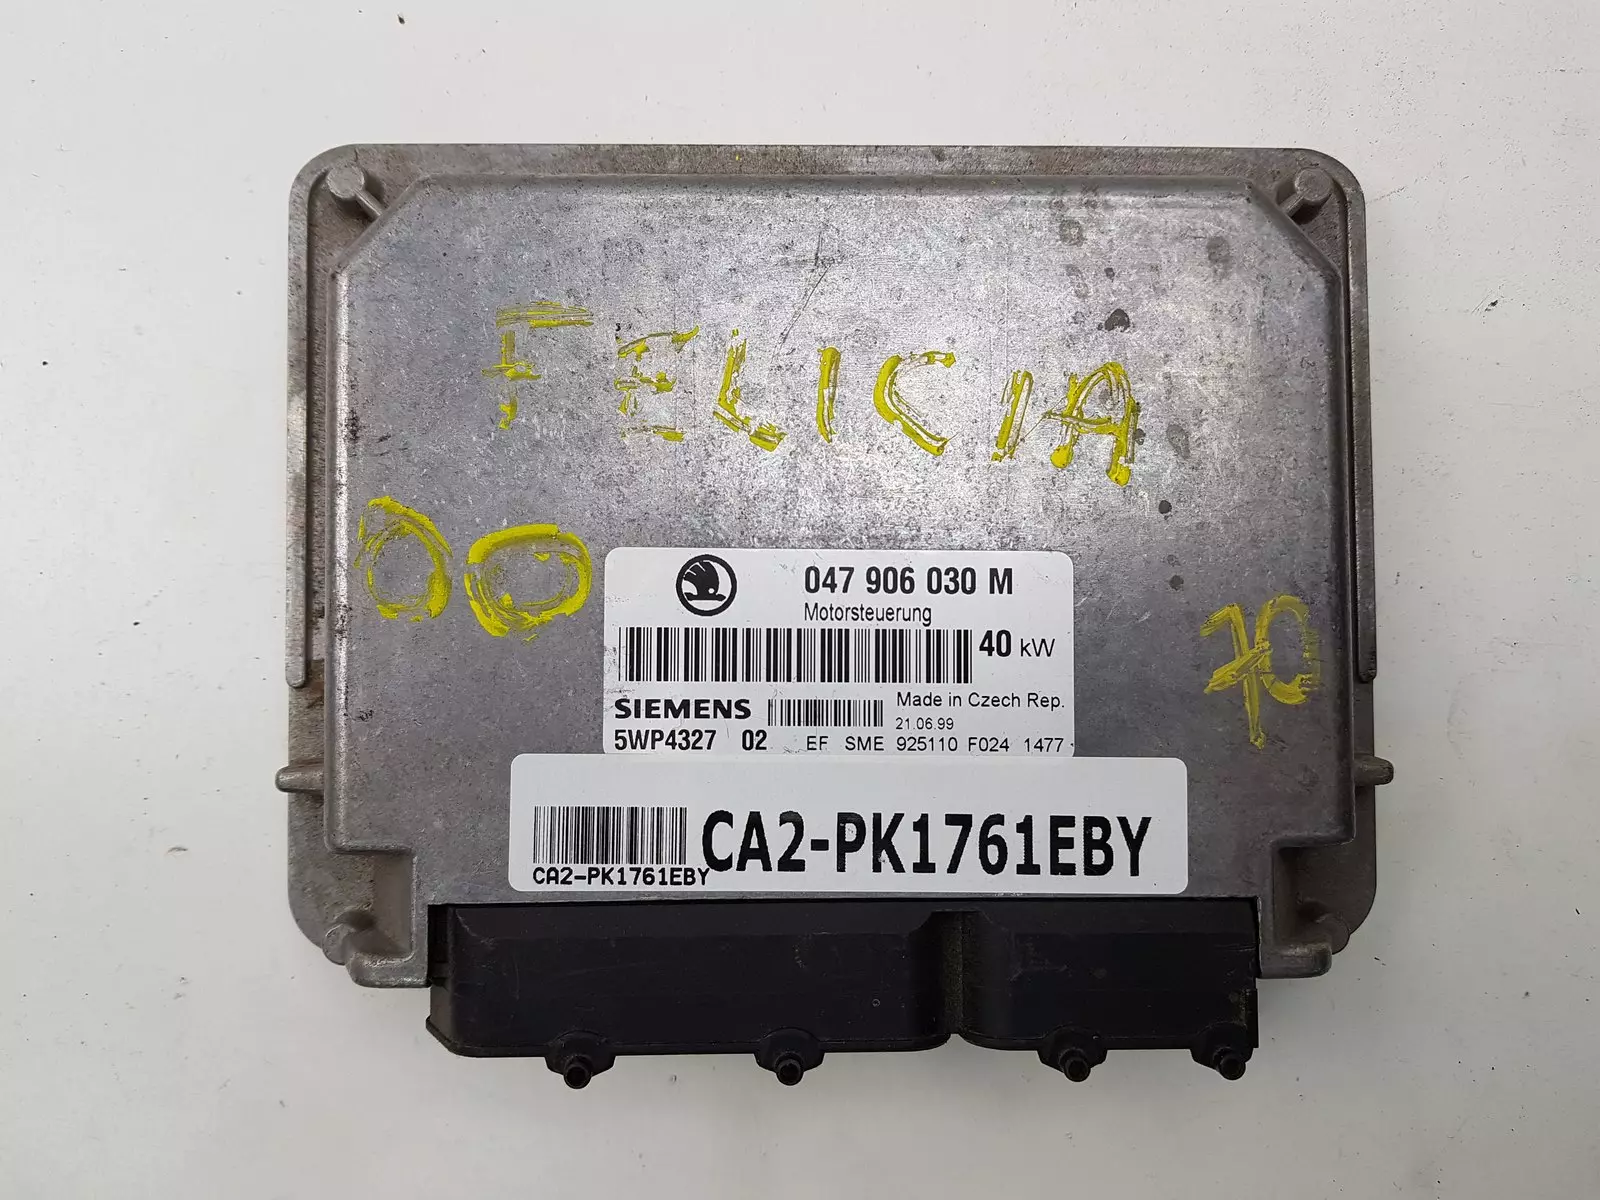 FELICIA
00
047 906 030 M
Motorsteuerung
40 kW
SIEMENS
Made in Czech Rep.
21.06.99
5WP4327 02 EF SME 925110 F024 1477
70
CA2-PK1761EBY
CA2-PK1761EBY